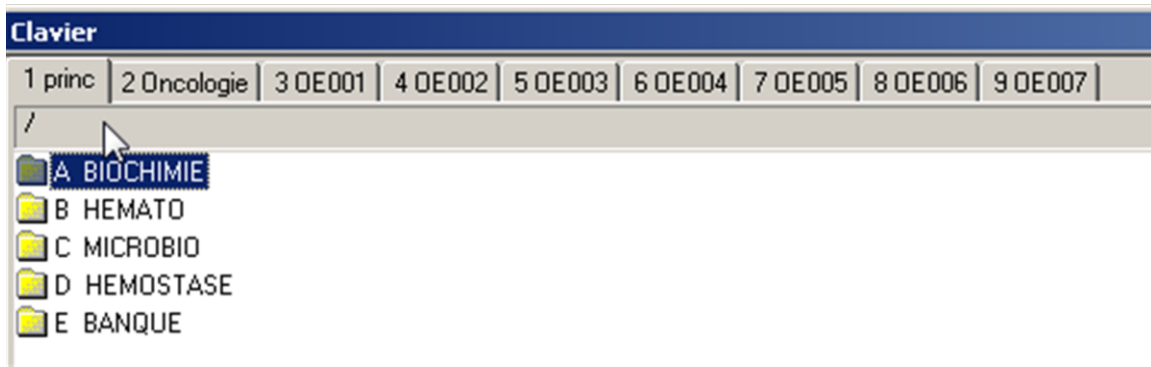 Clavier
1 princ 2 Oncologie 3 OE001 4 OE002 5 OE003 6 OE004 7 OE005 8 OE006 9 OE007
/
A BIOCHIMIE
B HEMATO
C MICROBIO
D HEMOSTASE
E BANQUE